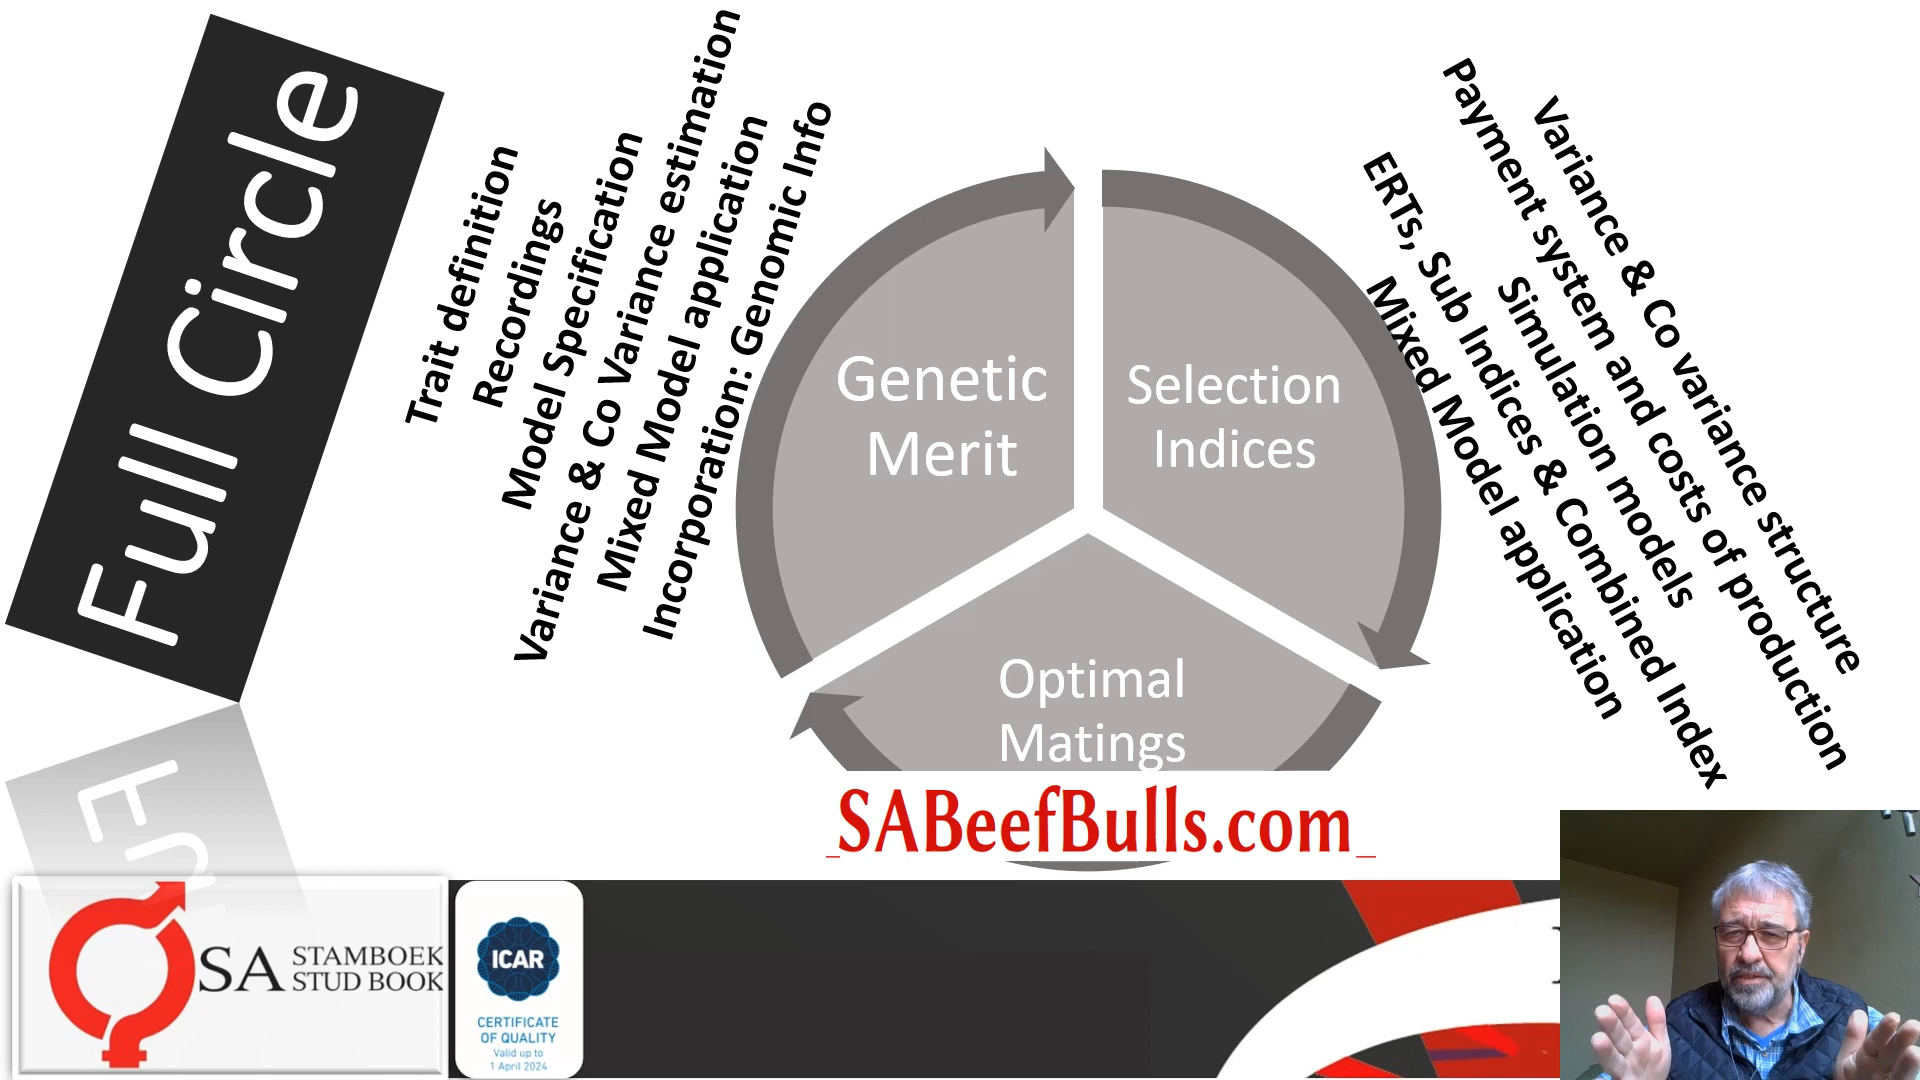 Full Circle
Trait definition
Recordings
Model Specification
Variance & Co Variance estimation
Mixed Model application
Incorporation: Genomic Info
Genetic
Merit
Selection
Indices
Optimal
Matings
Variance & Co variance structure
Payment system and costs of production
Simulation models
ERTs, Sub Indices & Combined Index
Mixed Model application
SABeefBulls.com
SA STAMBOEK
STUD BOOK
ICAR
CERTIFICATE
OF QUALITY
Valid up to
1 April 2024